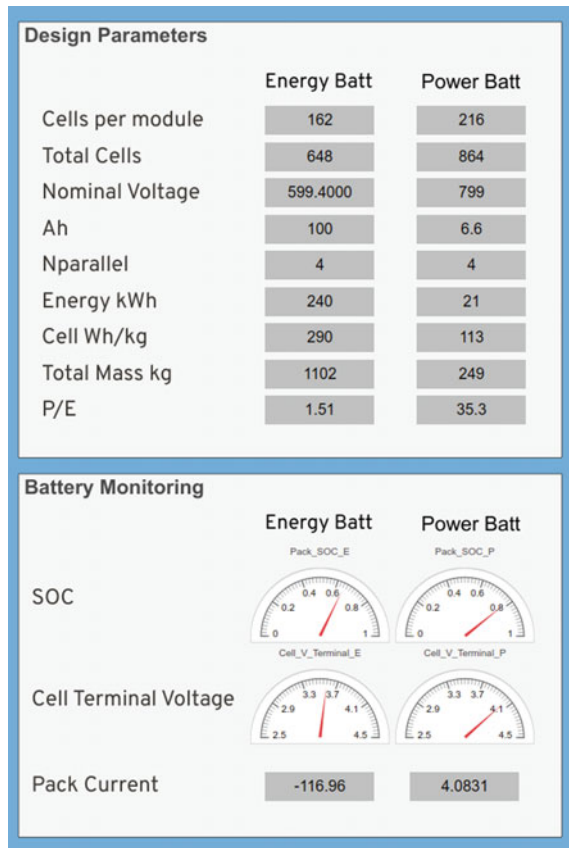 Design Parameters
Energy Batt Power Batt
Cells per module 162 216
Total Cells 648 864
Nominal Voltage 599.4000 799
Ah 100 6.6
Nparallel 4 4
Energy kWh 240 21
Cell Wh/kg 290 113
Total Mass kg 1102 249
P/E 1.51 35.3
Battery Monitoring
Energy Batt Power Batt
Pack_SOC_E Pack_SOC_P
SOC
0 0.2 0.4 0.6 0.8 1 0 0.2 0.4 0.6 0.8 1
Cell_V_Terminal_E Cell_V_Terminal_P
Cell Terminal Voltage
2.5 2.9 3.3 3.7 4.1 4.5 2.5 2.9 3.3 3.7 4.1 4.5
Pack Current -116.96 4.0831